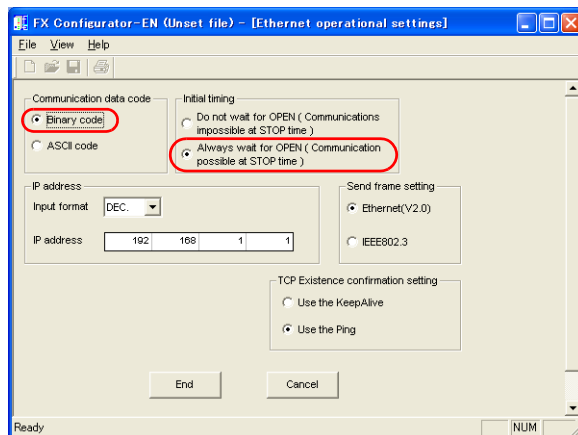 FX Configurator-EN (Unset file) - [Ethernet operational settings]
File View Help
Communication data code
Binary code
ASCII code
Initial timing
Do not wait for OPEN ( Communications
impossible at STOP time )
Always wait for OPEN ( Communication
possible at STOP time )
IP address
Input format DEC.
IP address 192 168 1 1
Send frame setting
Ethernet(V2.0)
IEEE802.3
TCP Existence confirmation setting
Use the KeepAlive
Use the Ping
End Cancel
Ready NUM